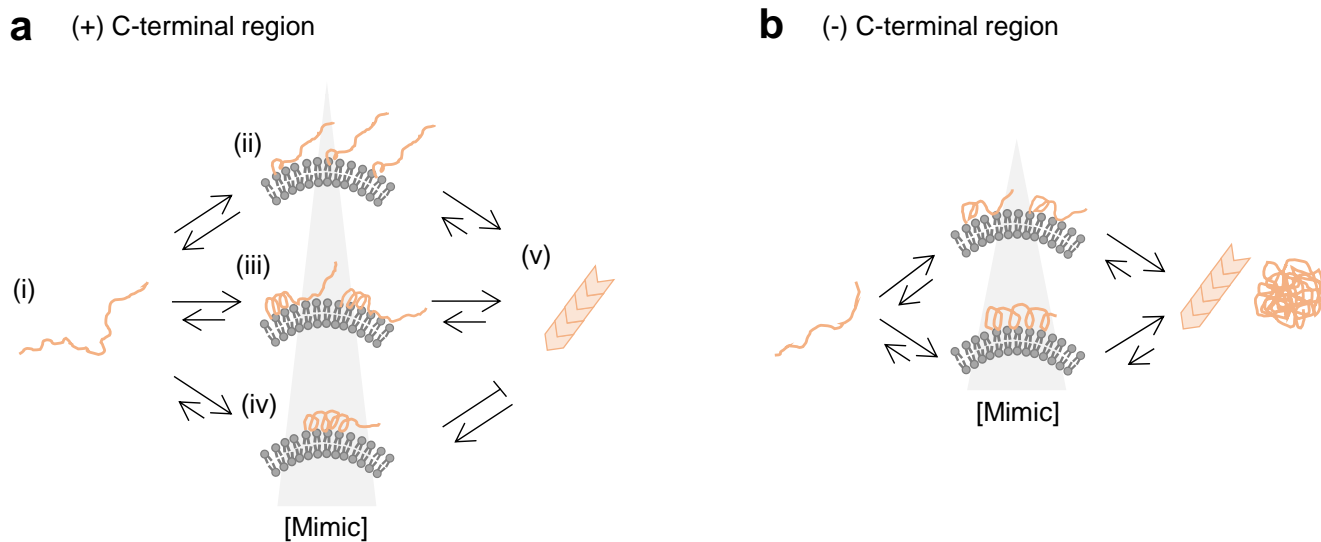 a (+) C-terminal region
(i)
(ii)
(iii)
(iv)
(v)
[Mimic]
b (-) C-terminal region
[Mimic]